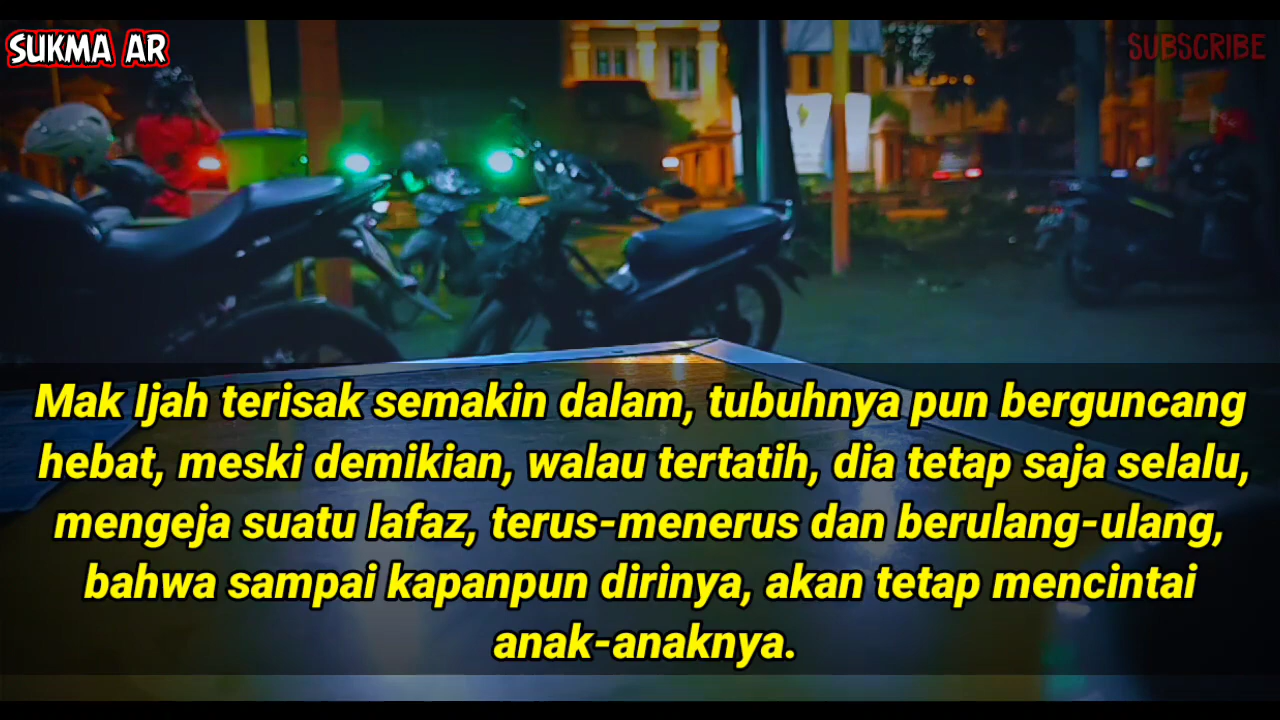 SUKMA AR
SUBSCRIBE
Mak Ijah terisak semakin dalam, tubuhnya pun berguncang
hebat, meski demikian, walau tertatih, dia tetap saja selalu,
mengeja suatu lafaz, terus-menerus dan berulang-ulang,
bahwa sampai kapanpun dirinya, akan tetap mencintai
anak-anaknya.